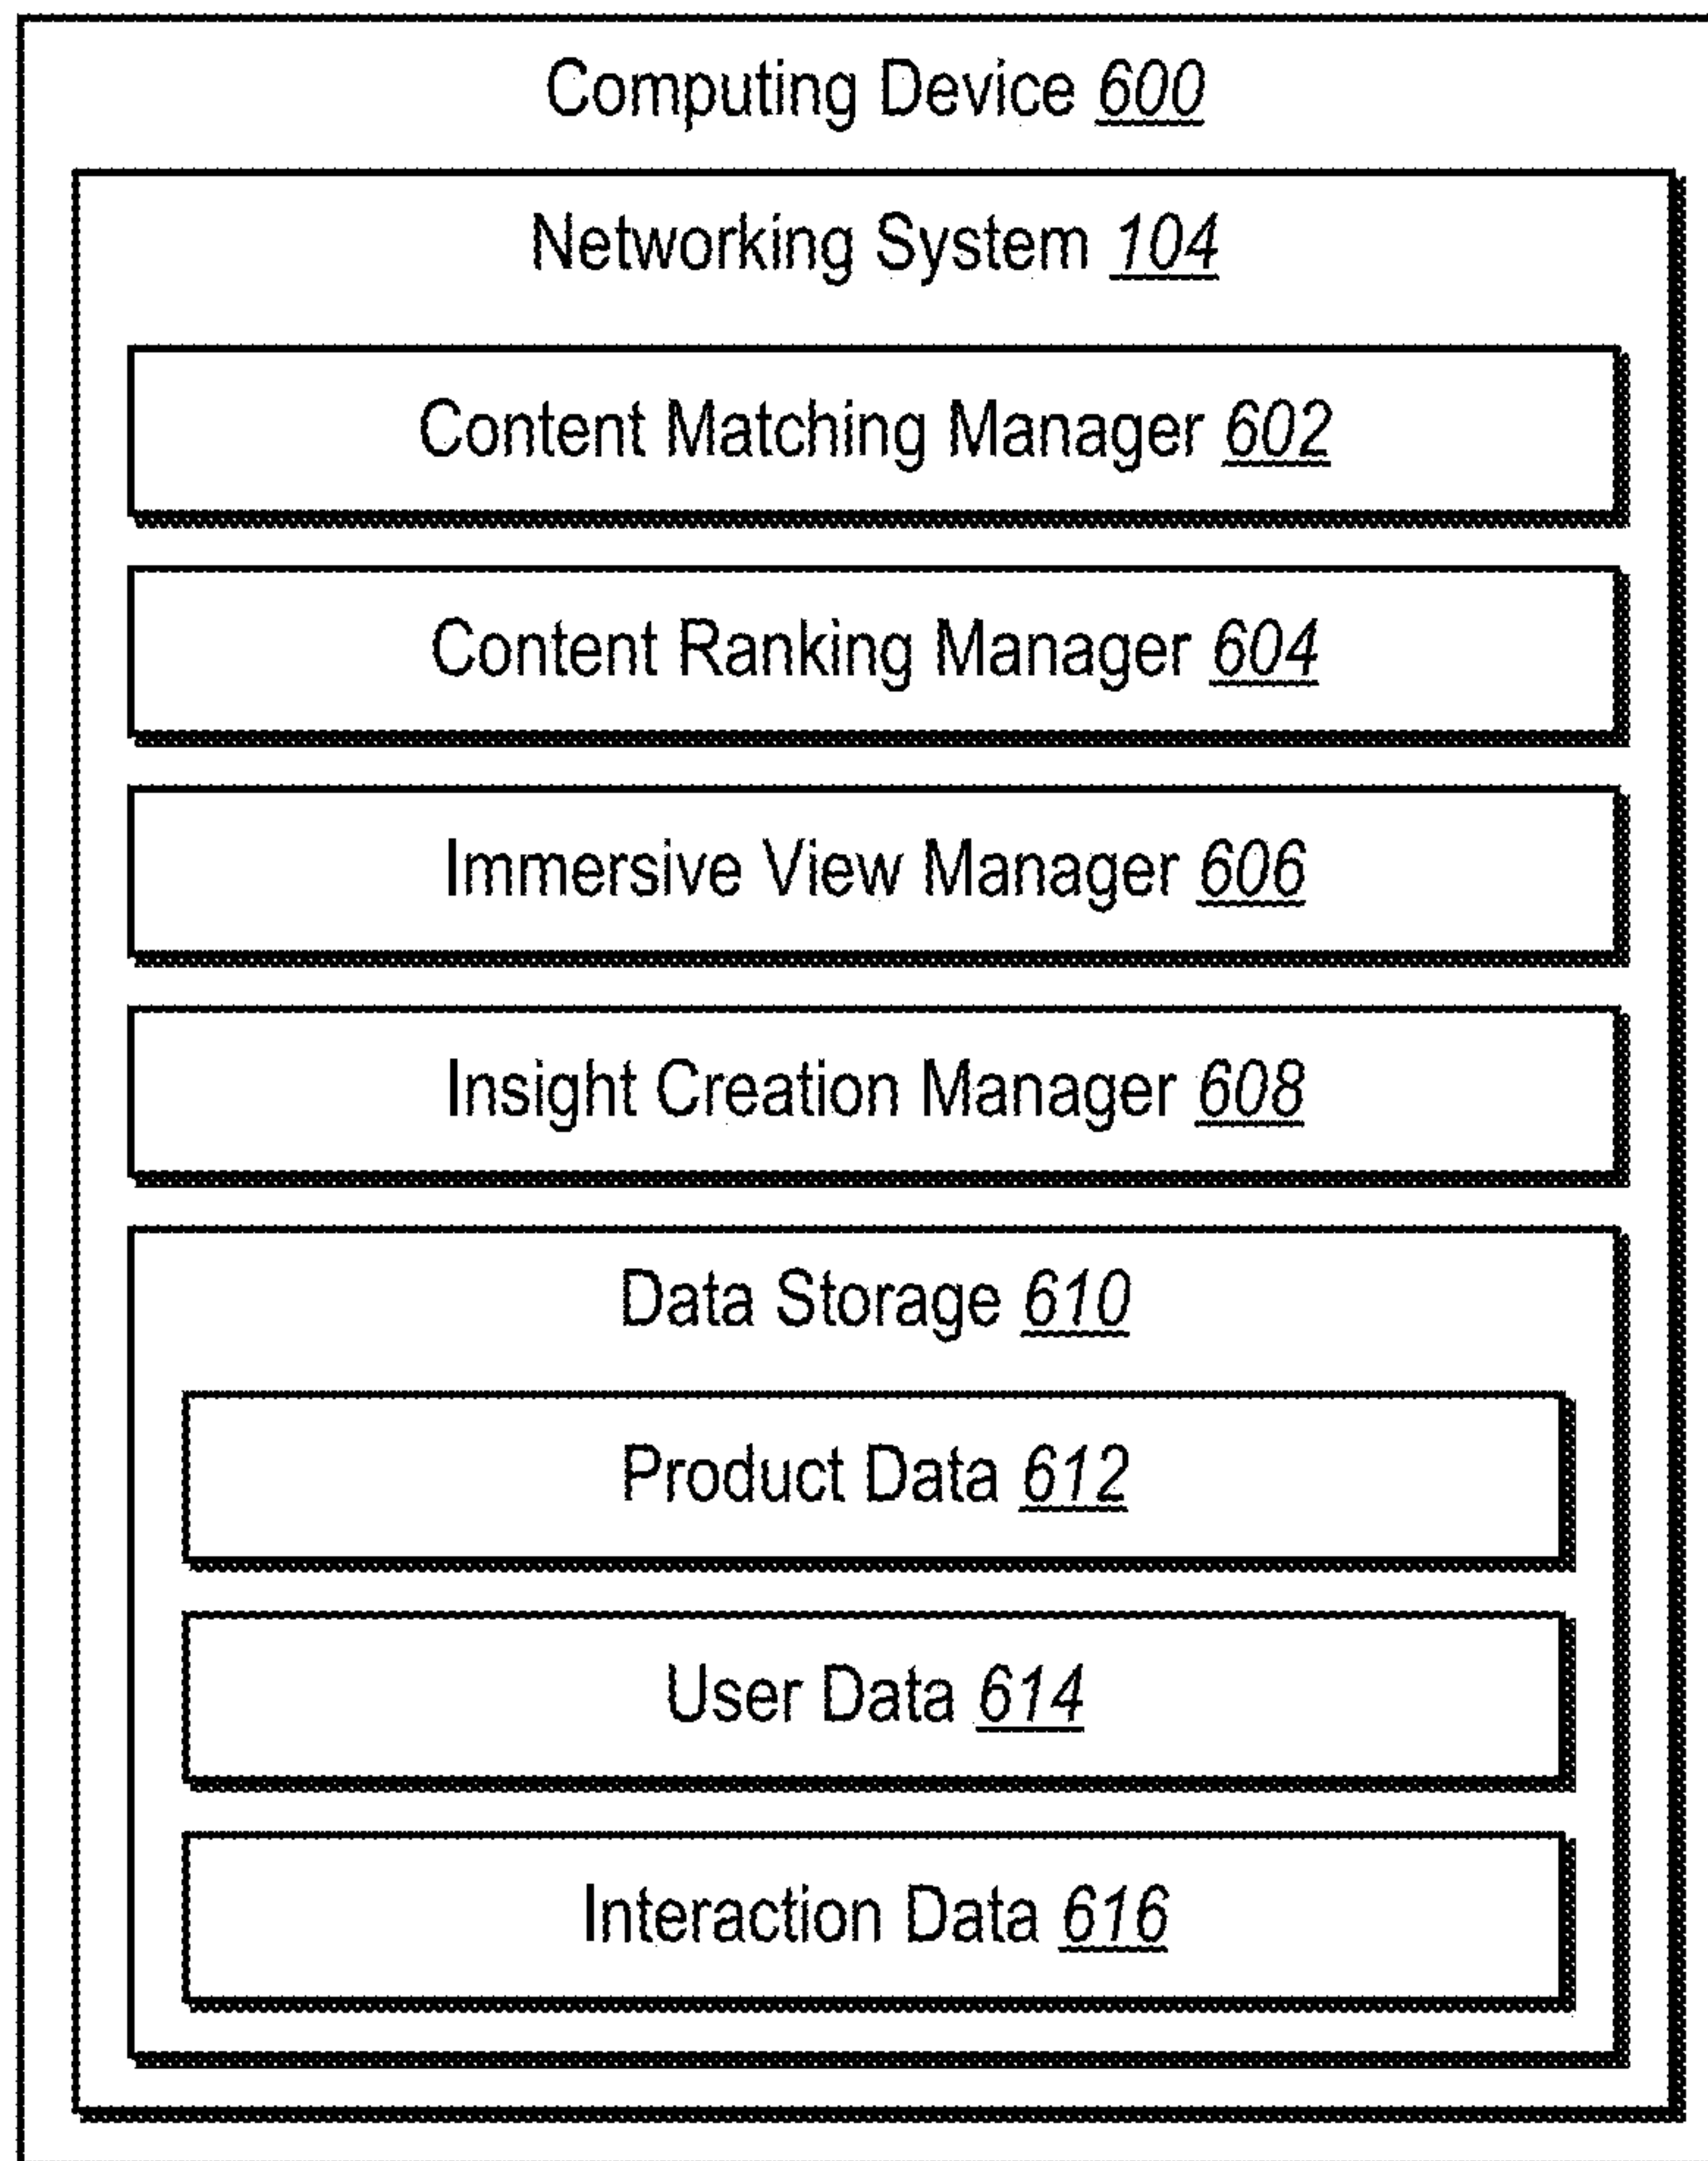 Computing Device 600
Networking System 104
Content Matching Manager 602
Content Ranking Manager 604
Immersive View Manager 606
Insight Creation Manager 608
Data Storage 610
Product Data 612
User Data 614
Interaction Data 616